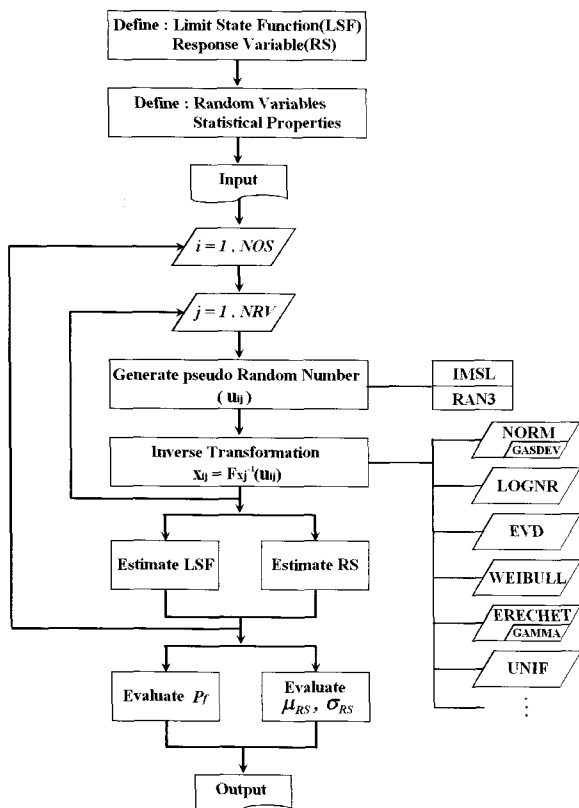 Define : Limit State Function(LSF)
Response Variable(RS)
Define : Random Variables
Statistical Properties
Input
i = 1 , NOS
j = 1 , NRV
Generate pseudo Random Number
( uij )
IMSL
RAN3
Inverse Transformation
xij = Fxj⁻¹(uij)
NORM
GASDEV
LOGNR
EVD
WEIBULL
ERECHET
GAMMA
UNIF
⋮
Estimate LSF
Estimate RS
Evaluate Pf
Evaluate
μRS , σRS
Output